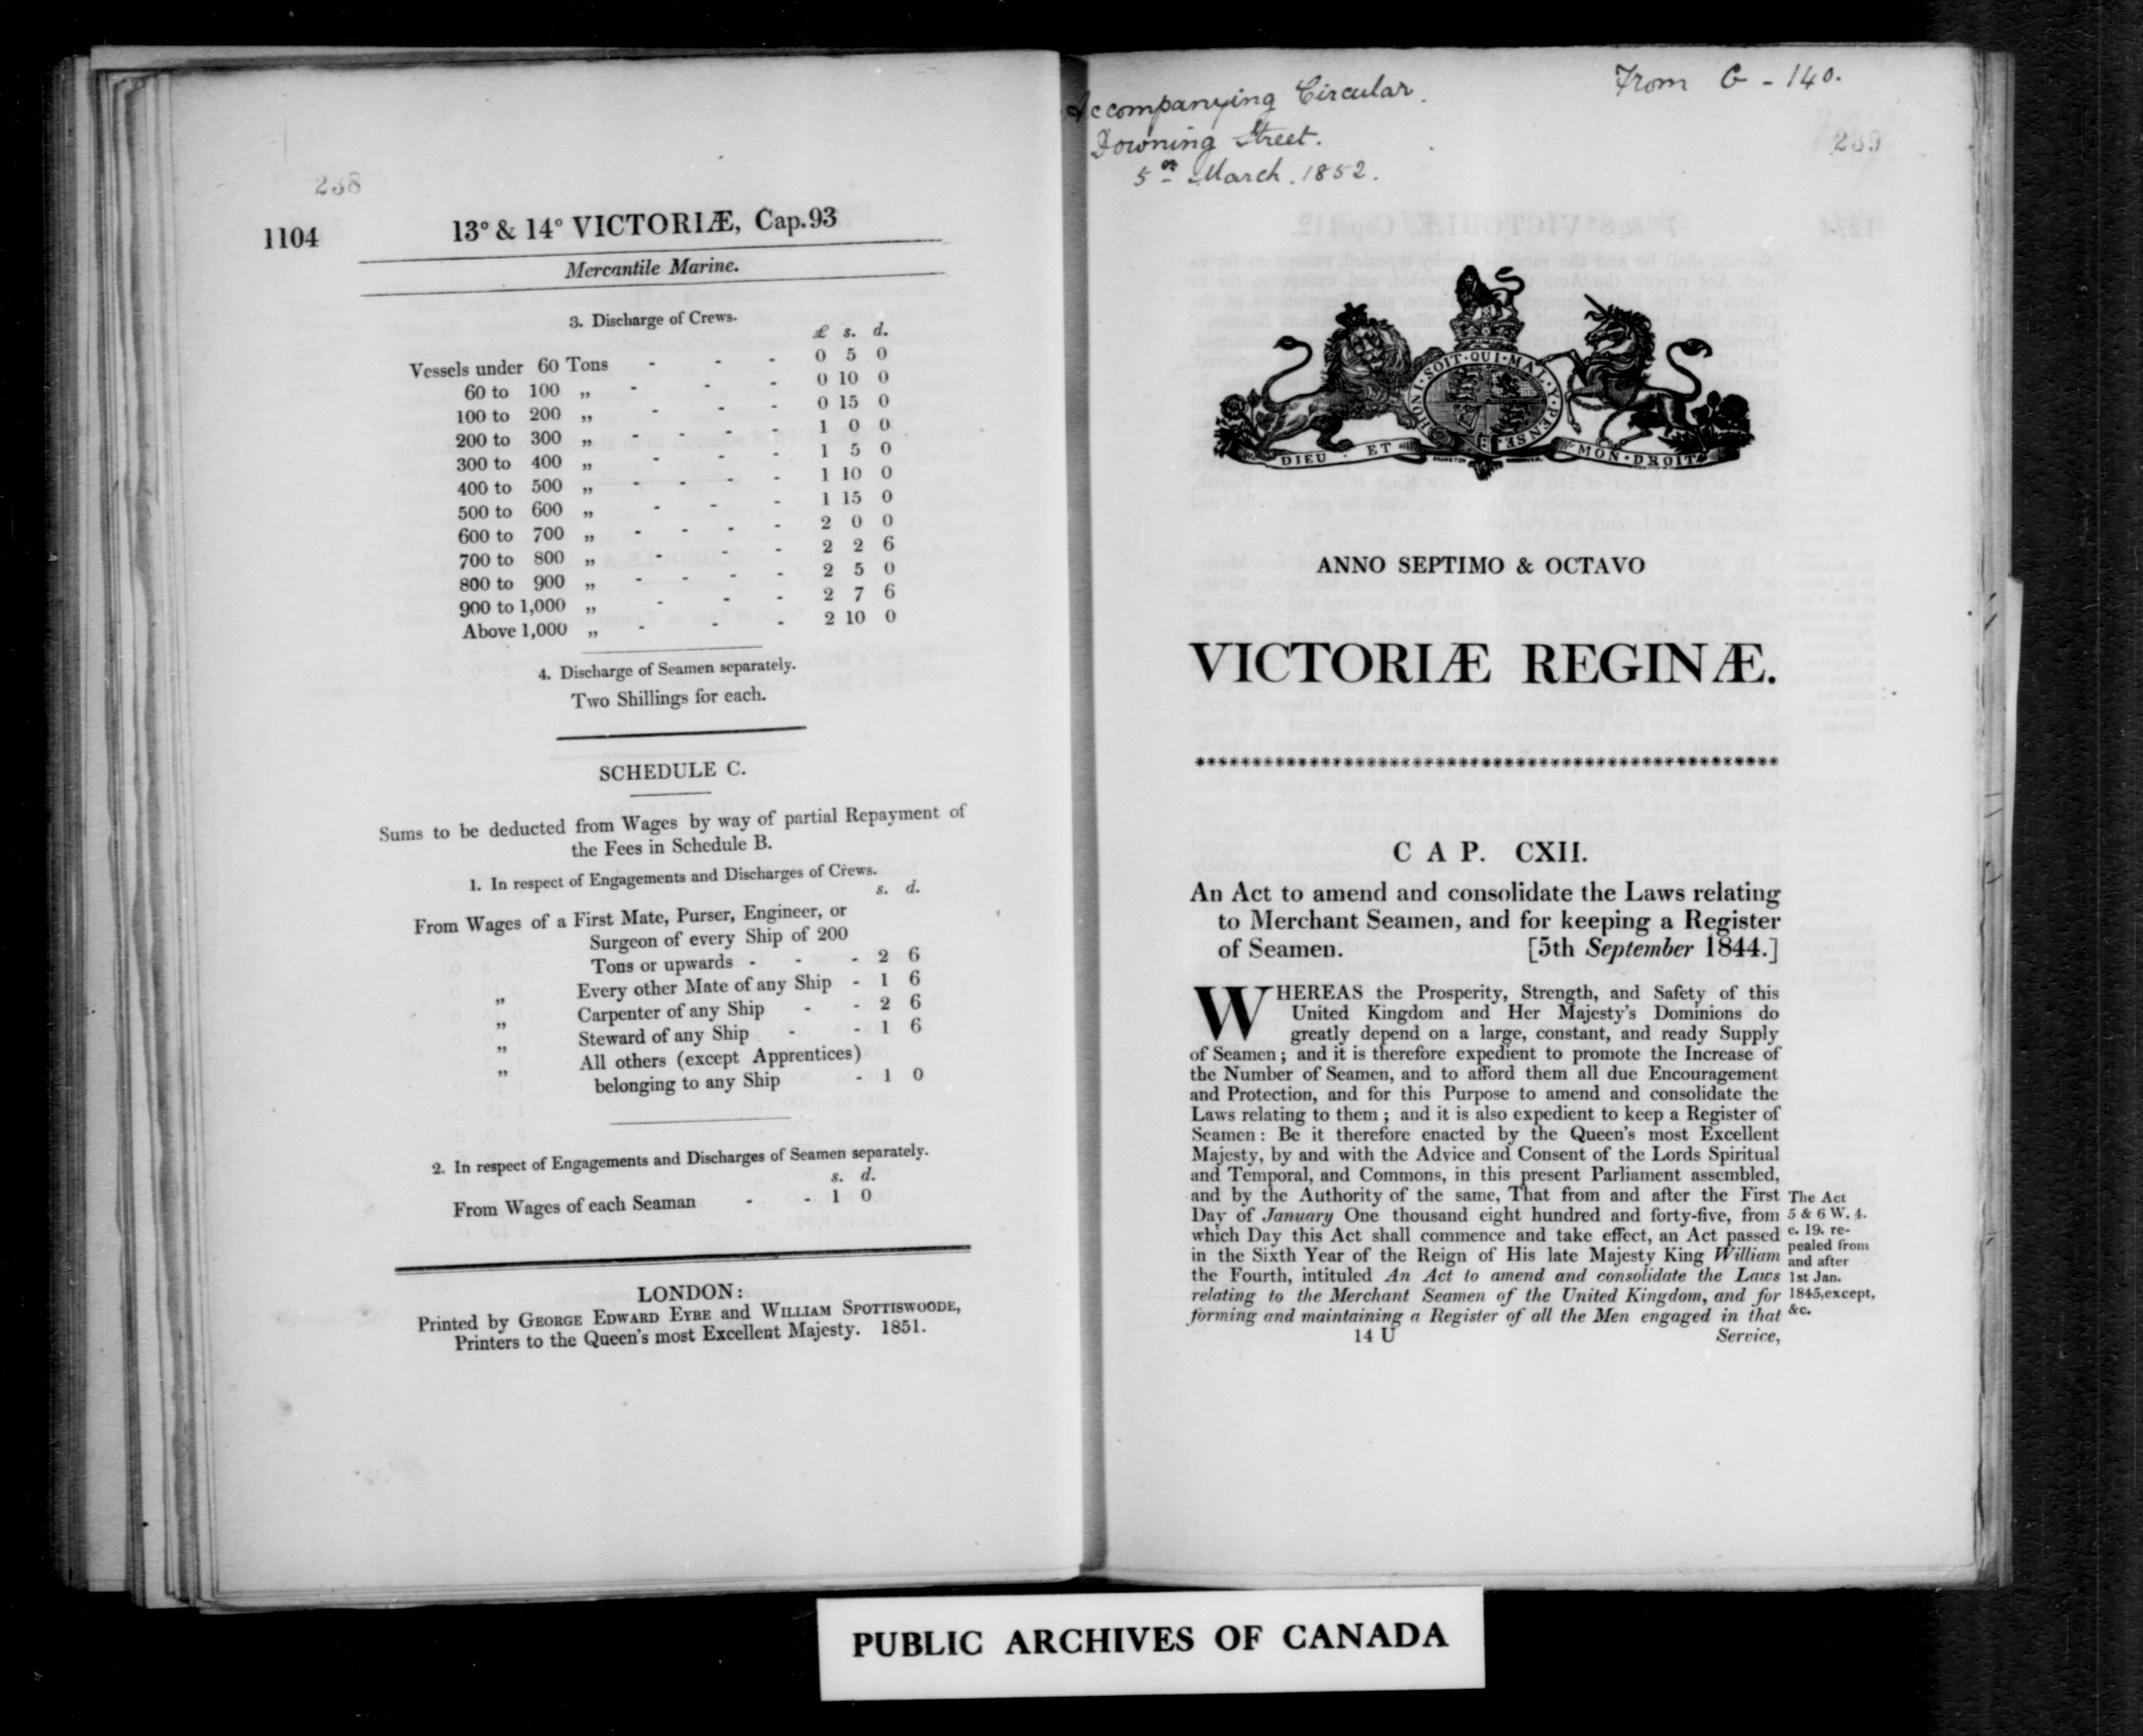 238
1104 13° & 14° VICTORIÆ, Cap.93
Mercantile Marine.
3. Discharge of Crews.
£ s. d.
Vessels under 60 Tons - - - 0 5 0
60 to 100 „ - - - 0 10 0
100 to 200 „ - - - 0 15 0
200 to 300 „ - - - - 1 0 0
300 to 400 „ - - - 1 5 0
400 to 500 „ - - - - 1 10 0
500 to 600 „ - - - 1 15 0
600 to 700 „ - - - - 2 0 0
700 to 800 „ - - - 2 2 6
800 to 900 „ - - - - 2 5 0
900 to 1,000 „ - - - 2 7 6
Above 1,000 „ - - - 2 10 0
4. Discharge of Seamen separately.
Two Shillings for each.
SCHEDULE C.
Sums to be deducted from Wages by way of partial Repayment of
the Fees in Schedule B.
1. In respect of Engagements and Discharges of Crews.
s. d.
From Wages of a First Mate, Purser, Engineer, or
Surgeon of every Ship of 200
Tons or upwards - - - 2 6
„ Every other Mate of any Ship - 1 6
„ Carpenter of any Ship - - 2 6
„ Steward of any Ship - - 1 6
„ All others (except Apprentices)
belonging to any Ship - 1 0
2. In respect of Engagements and Discharges of Seamen separately.
s. d.
From Wages of each Seaman - - 1 0
LONDON:
Printed by GEORGE EDWARD EYRE and WILLIAM SPOTTISWOODE,
Printers to the Queen's most Excellent Majesty. 1851.
Accompanying Circular.
Downing Street.
5th March. 1852.
From G - 140.
239
HONI·SOIT·QUI·MAL·Y·PENSE
DIEU ET MON DROIT
ANNO SEPTIMO & OCTAVO
VICTORIÆ REGINÆ.
CAP. CXII.
An Act to amend and consolidate the Laws relating
to Merchant Seamen, and for keeping a Register
of Seamen. [5th September 1844.]
WHEREAS the Prosperity, Strength, and Safety of this
United Kingdom and Her Majesty's Dominions do
greatly depend on a large, constant, and ready Supply
of Seamen; and it is therefore expedient to promote the Increase of
the Number of Seamen, and to afford them all due Encouragement
and Protection, and for this Purpose to amend and consolidate the
Laws relating to them; and it is also expedient to keep a Register of
Seamen: Be it therefore enacted by the Queen's most Excellent
Majesty, by and with the Advice and Consent of the Lords Spiritual
and Temporal, and Commons, in this present Parliament assembled,
and by the Authority of the same, That from and after the First
Day of January One thousand eight hundred and forty-five, from
which Day this Act shall commence and take effect, an Act passed
in the Sixth Year of the Reign of His late Majesty King William
the Fourth, intituled An Act to amend and consolidate the Laws
relating to the Merchant Seamen of the United Kingdom, and for
forming and maintaining a Register of all the Men engaged in that
14 U Service,
The Act
5 & 6 W. 4.
c. 19. re-
pealed from
and after
1st Jan.
1845, except,
&c.
PUBLIC ARCHIVES OF CANADA